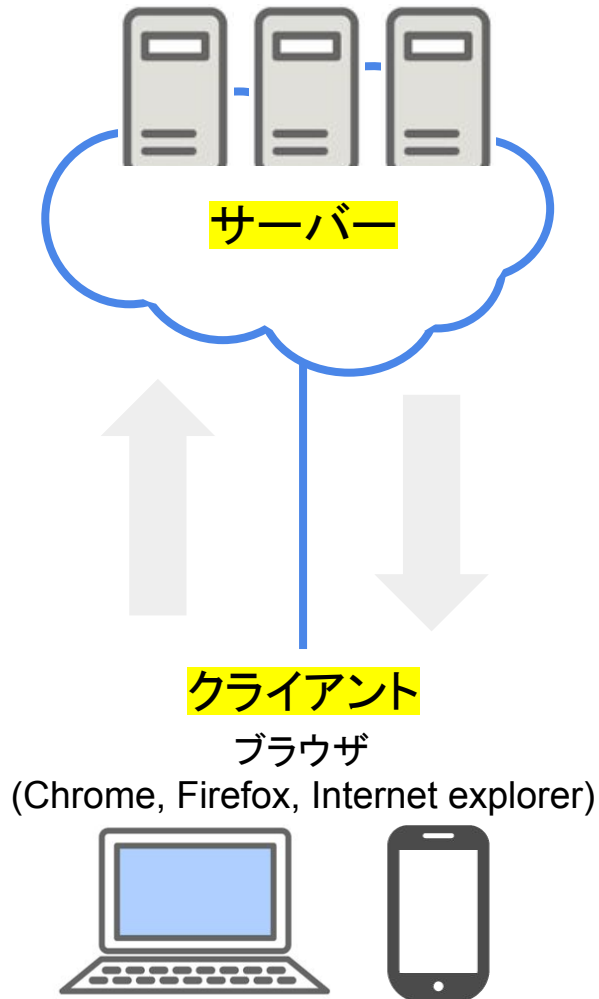 サーバー
クライアント
ブラウザ
(Chrome, Firefox, Internet explorer)